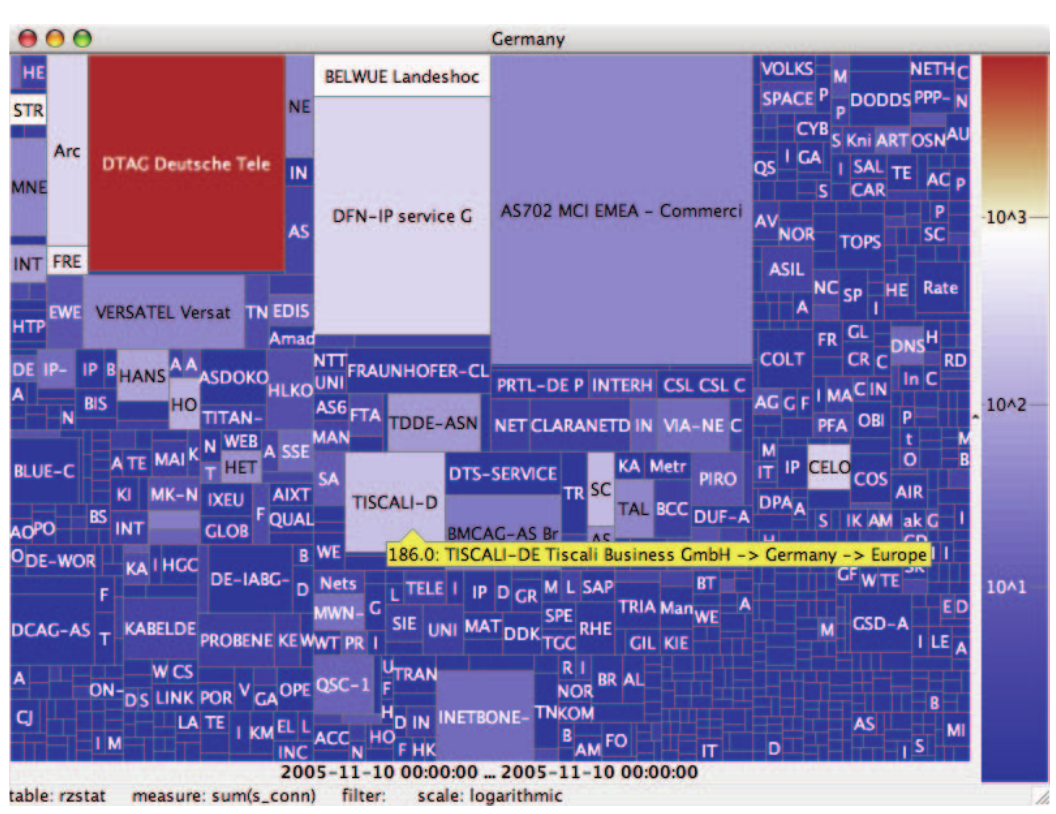 Germany
HE
STR
MNE
INT
HTP
Arc
FRE
DTAG Deutsche Tele
NE
IN
AS
EWE
VERSATEL Versat
TN
EDIS
Amad
BELWUE Landeshoc
DFN-IP service G
AS702 MCI EMEA - Commerci
VOLKS
M
NETH
C
SPACE
P
P
DODDS
PPP-
N
CYB
S
Kni
ART
OSN
AU
QS
I
GA
I
SAL
TE
AC
P
S
CAR
AV
NOR
TOPS
P
SC
ASIL
NC
SP
HE
Rate
A
I
FR
GL
DNS
H
COLT
CR
C
RD
In
C
AG
G
F
I
MA
C
IN
PFA
OBI
P
t
O
M
B
M
IT
IP
CELO
COS
AIR
DPA
A
S
IK
AM
ak
G
I
DE
IP-
IP
B
HANS
A
A
ASDOKO
HLKO
A
N
BIS
HO
TITAN-
BLUE-C
A
TE
MAI
K
N
T
WEB
HET
A
SSE
KI
MK-N
IXEU
F
AIXT
AO
PO
BS
INT
GLOB
QUAL
NTT
UNI
FRAUNHOFER-CL
AS6
FTA
TDDE-ASN
MAN
SA
TISCALI-D
DTS-SERVICE
BMCAG-AS Br
TR
SC
AS
KA
Metr
TAL
BCC
PIRO
DUF-A
PRTL-DE P
INTERH
CSL
CSL
C
NET
CLARANET
D
IN
VIA-NE
C
186.0: TISCALI-DE Tiscali Business GmbH -> Germany -> Europe
O
DE-WOR
KA
I
HGC
DE-IABG-
B
D
WE
F
DCAG-AS
T
KABELDE
PROBENE
KEW
Nets
MWN-
G
WT
PR
I
L
TELE
I
IP
D
GR
M
L
SAP
SIE
UNI
MAT
DDK
SPE
TGC
RHE
TRIA
Man
GIL
KIE
BT
WE
A
GF
W
TE
M
GSD-A
E
D
I
LE
A
A
ON-
W
CS
D
S
LINK
POR
V
GA
OPE
CJ
I
M
LA
TE
I
KM
EL
L
INC
QSC-1
U
F
TRAN
H
D
IN
ACC
N
HO
F
HK
INETBONE-
R
I
NOR
BR
AL
TN
KOM
B
AM
FO
IT
D
AS
B
MI
I
S
10^3
10^2
10^1
2005-11-10 00:00:00 ... 2005-11-10 00:00:00
table: rzstat measure: sum(s_conn) filter: scale: logarithmic